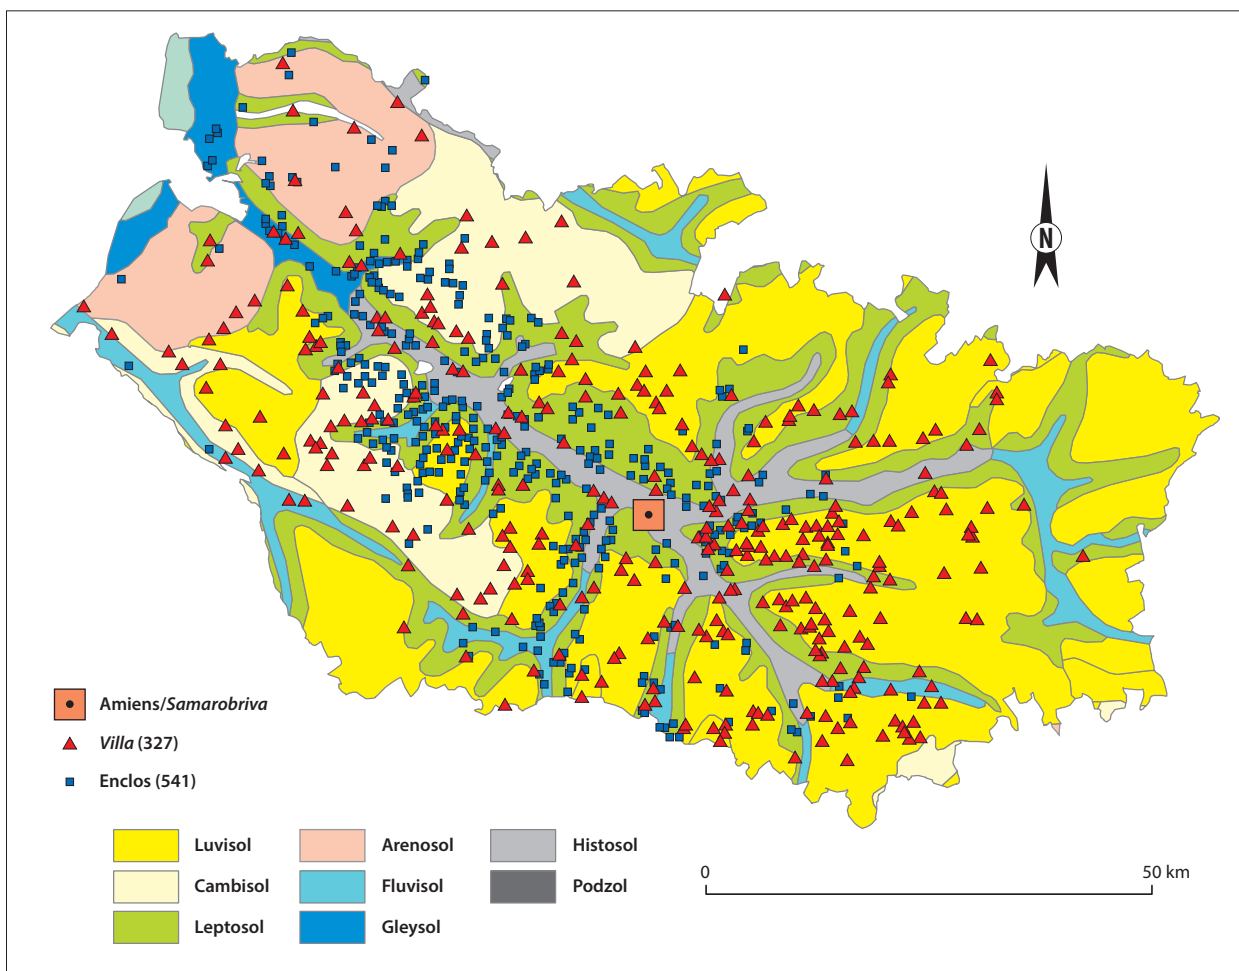 N
Amiens/Samarobriva
Villa (327)
Enclos (541)
Luvisol
Arenosol
Histosol
Cambisol
Fluvisol
Podzol
Leptosol
Gleysol
0
50 km